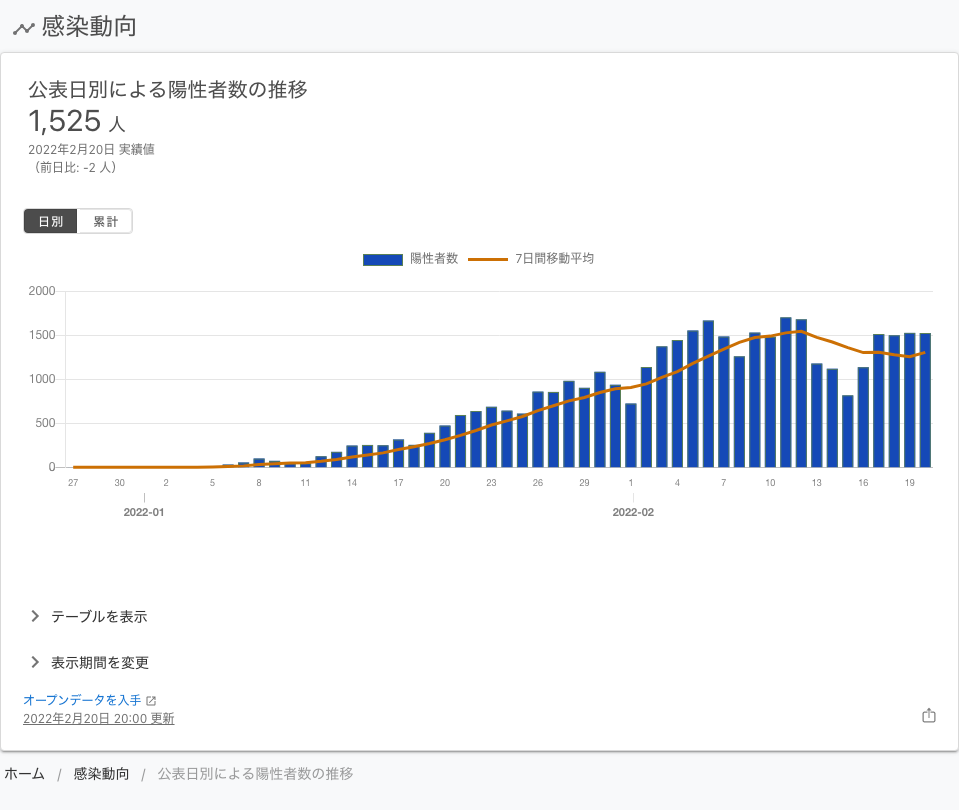 感染動向
公表日別による陽性者数の推移
1,525 人
2022年2月20日 実績値
（前日比: -2 人）
日別 累計
陽性者数 7日間移動平均
2000
1500
1000
500
0
27 30 2 5 8 11 14 17 20 23 26 29 1 4 7 10 13 16 19
2022-01 2022-02
テーブルを表示
表示期間を変更
オープンデータを入手
2022年2月20日 20:00 更新
ホーム / 感染動向 / 公表日別による陽性者数の推移